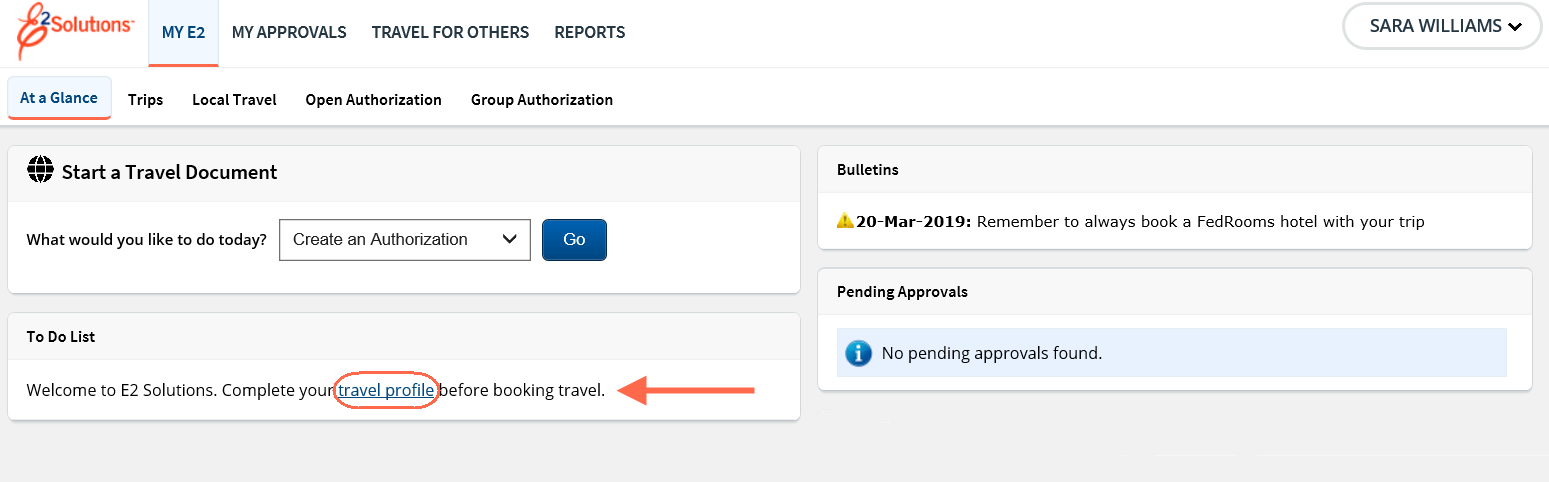 E2Solutions™
MY E2
MY APPROVALS
TRAVEL FOR OTHERS
REPORTS
SARA WILLIAMS
At a Glance
Trips
Local Travel
Open Authorization
Group Authorization
Start a Travel Document
What would you like to do today?
Create an Authorization
Go
To Do List
Welcome to E2 Solutions. Complete your travel profile before booking travel.
Bulletins
20-Mar-2019: Remember to always book a FedRooms hotel with your trip
Pending Approvals
No pending approvals found.